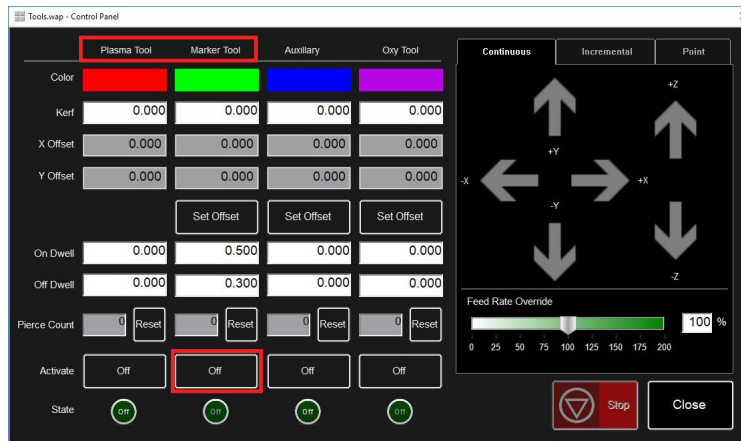 Tools.wap - Control Panel
Plasma Tool Marker Tool Auxillary Oxy Tool
Color
Kerf 0.000 0.000 0.000 0.000
X Offset 0.000 0.000 0.000 0.000
Y Offset 0.000 0.000 0.000 0.000
Set Offset Set Offset Set Offset
On Dwell 0.000 0.500 0.000 0.000
Off Dwell 0.000 0.300 0.000 0.000
Pierce Count 0 Reset 0 Reset 0 Reset 0 Reset
Activate Off Off Off Off
State Off Off Off Off
Continuous Incremental Point
+Z
+Y
-X +X
-Y
-Z
Feed Rate Override
100 %
0 25 50 75 100 125 150 175 200
Stop Close